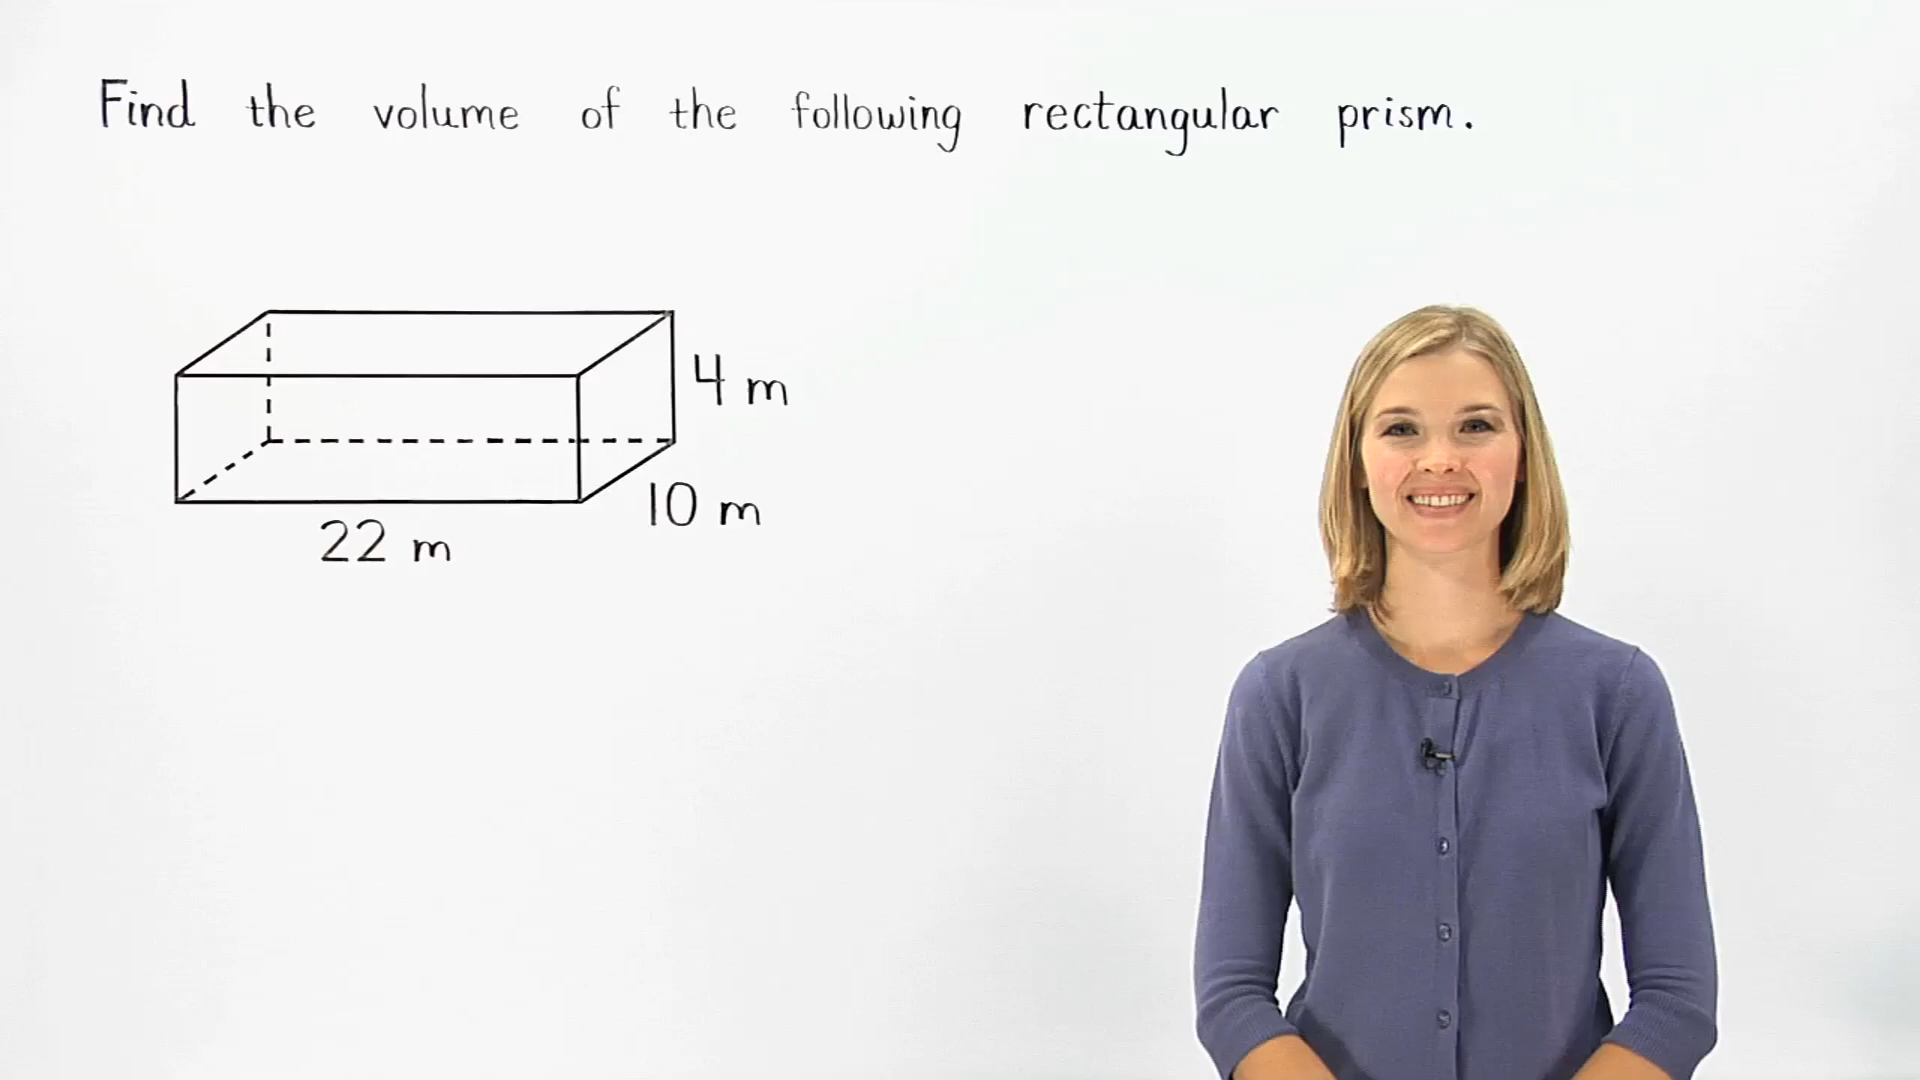 Find the volume of the following rectangular prism.
4 m
10 m
22 m